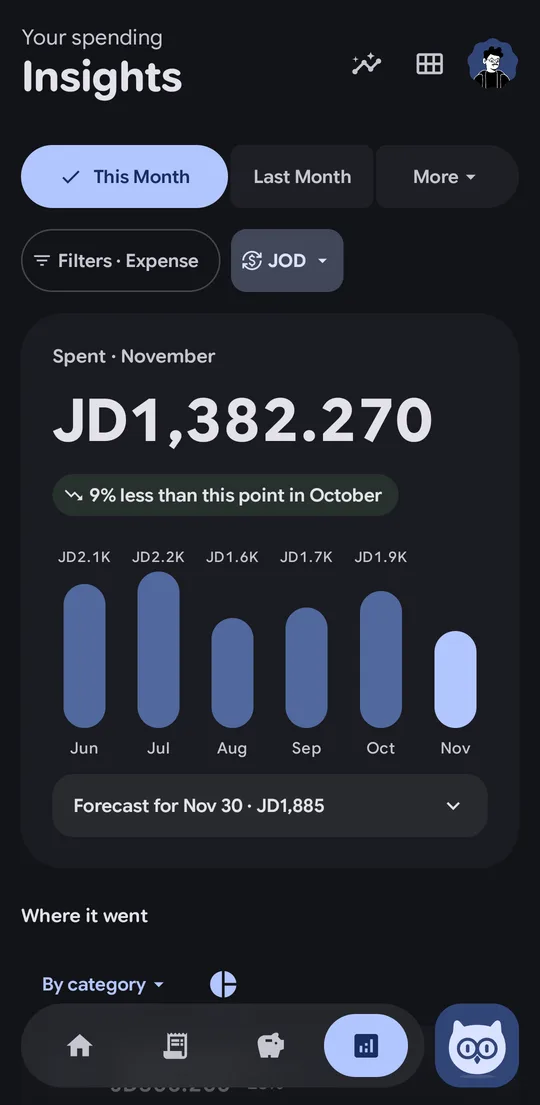 Your spending
Insights
This Month
Last Month
More
Filters · Expense
JOD
Spent · November
JD1,382.270
9% less than this point in October
JD2.1K JD2.2K JD1.6K JD1.7K JD1.9K
Jun Jul Aug Sep Oct Nov
Forecast for Nov 30 · JD1,885
Where it went
By category